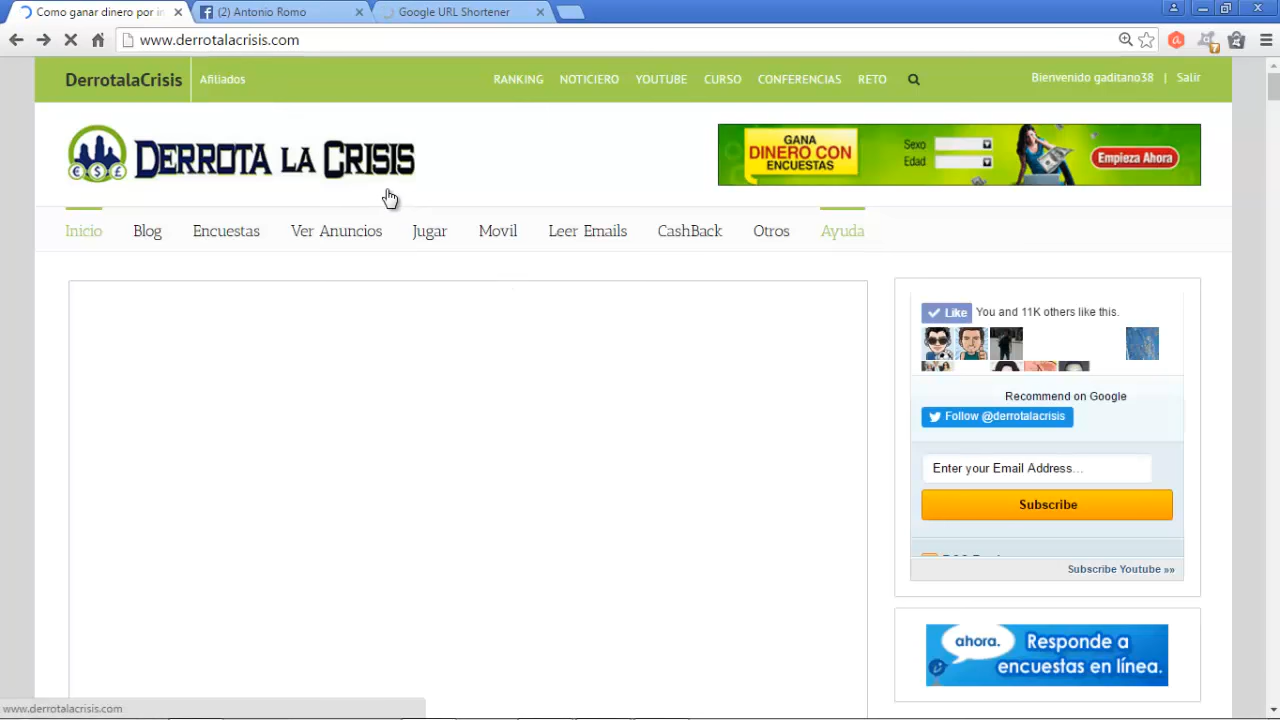 Como ganar dinero por in
(2) Antonio Romo
Google URL Shortener
www.derrotalacrisis.com
DerrotalaCrisis
Afiliados
RANKING NOTICIERO YOUTUBE CURSO CONFERENCIAS RETO
Bienvenido gaditano38 | Salir
DERROTA LA CRISIS
GANA
DINERO CON
ENCUESTAS
Sexo
Edad
Empieza Ahora
Inicio Blog Encuestas Ver Anuncios Jugar Movil Leer Emails CashBack Otros Ayuda
Like You and 11K others like this.
Recommend on Google
Follow @derrotalacrisis
Enter your Email Address...
Subscribe
Subscribe Youtube »»
ahora. Responde a
encuestas en línea.
www.derrotalacrisis.com